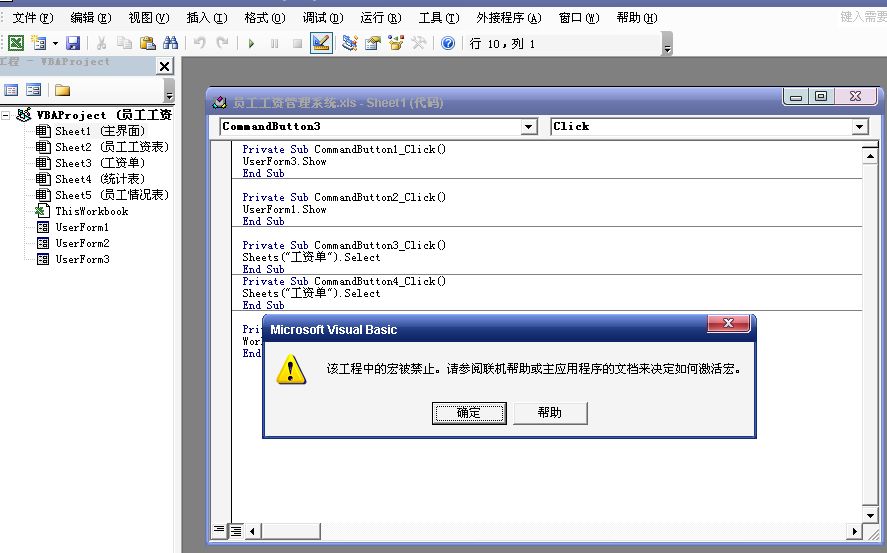 文件(F) 编辑(E) 视图(V) 插入(I) 格式(O) 调试(D) 运行(R) 工具(T) 外接程序(A) 窗口(W) 帮助(H) 键入需要
行 10，列 1
工程 - VBAProject
VBAProject (员工工资
Sheet1 (主界面)
Sheet2 (员工工资表)
Sheet3 (工资单)
Sheet4 (统计表)
Sheet5 (员工情况表)
ThisWorkbook
UserForm1
UserForm2
UserForm3
员工工资管理系统.xls - Sheet1 (代码)
CommandButton3 Click
Private Sub CommandButton1_Click()
UserForm3.Show
End Sub
Private Sub CommandButton2_Click()
UserForm1.Show
End Sub
Private Sub CommandButton3_Click()
Sheets("工资单").Select
End Sub
Private Sub CommandButton4_Click()
Sheets("工资单").Select
End Sub
Pri
Wor
End
Microsoft Visual Basic
该工程中的宏被禁止。请参阅联机帮助或主应用程序的文档来决定如何激活宏。
确定 帮助